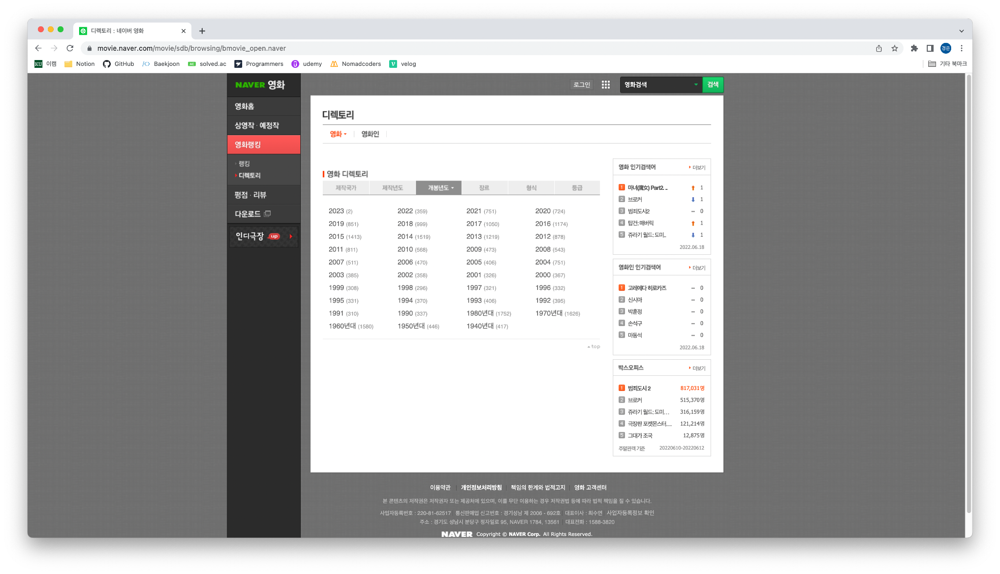 디렉토리 : 네이버 영화
movie.naver.com/movie/sdb/browsing/bmovie_open.naver
경은
KU 이캠 Notion GitHub Baekjoon AC solved.ac Programmers udemy Nomadcoders velog 기타 북마크
NAVER 영화
영화홈
상영작·예정작
영화랭킹
랭킹
디렉토리
평점·리뷰
다운로드
인디극장 up
로그인 영화검색 검색
디렉토리
영화 영화인
영화 디렉토리
제작국가 제작년도 개봉년도 장르 형식 등급
2023 (2) 2022 (359) 2021 (751) 2020 (724)
2019 (851) 2018 (999) 2017 (1050) 2016 (1174)
2015 (1413) 2014 (1519) 2013 (1219) 2012 (878)
2011 (811) 2010 (568) 2009 (473) 2008 (543)
2007 (511) 2006 (470) 2005 (406) 2004 (751)
2003 (385) 2002 (358) 2001 (326) 2000 (367)
1999 (308) 1998 (296) 1997 (321) 1996 (332)
1995 (331) 1994 (370) 1993 (406) 1992 (395)
1991 (310) 1990 (337) 1980년대 (1752) 1970년대 (1626)
1960년대 (1580) 1950년대 (446) 1940년대 (417)
top
영화 인기검색어 더보기
1 마녀(魔女) Part2. .. 1
2 브로커 1
3 범죄도시2 0
4 탑건: 매버릭 1
5 쥬라기 월드: 도미.. 1
2022.06.18
영화인 인기검색어 더보기
1 고레에다 히로카즈 0
2 신시아 0
3 박훈정 0
4 손석구 0
5 마동석 0
2022.06.18
박스오피스 더보기
1 범죄도시 2 817,031명
2 브로커 515,370명
3 쥬라기 월드: 도미... 316,159명
4 극장판 포켓몬스터... 121,214명
5 그대가 조국 12,875명
주말관객 기준 20220610-20220612
이용약관 개인정보처리방침 책임의 한계와 법적고지 영화 고객센터
본 콘텐츠의 저작권은 저작권자 또는 제공처에 있으며, 이를 무단 이용하는 경우 저작권법 등에 따라 법적 책임을 질 수 있습니다.
사업자등록번호 : 220-81-62517 통신판매업 신고번호 : 경기성남 제 2006 - 692호 대표이사 : 최수연 사업자등록정보 확인
주소 : 경기도 성남시 분당구 정자일로 95, NAVER 1784, 13561 대표전화 : 1588-3820
NAVER Copyright © NAVER Corp. All Rights Reserved.